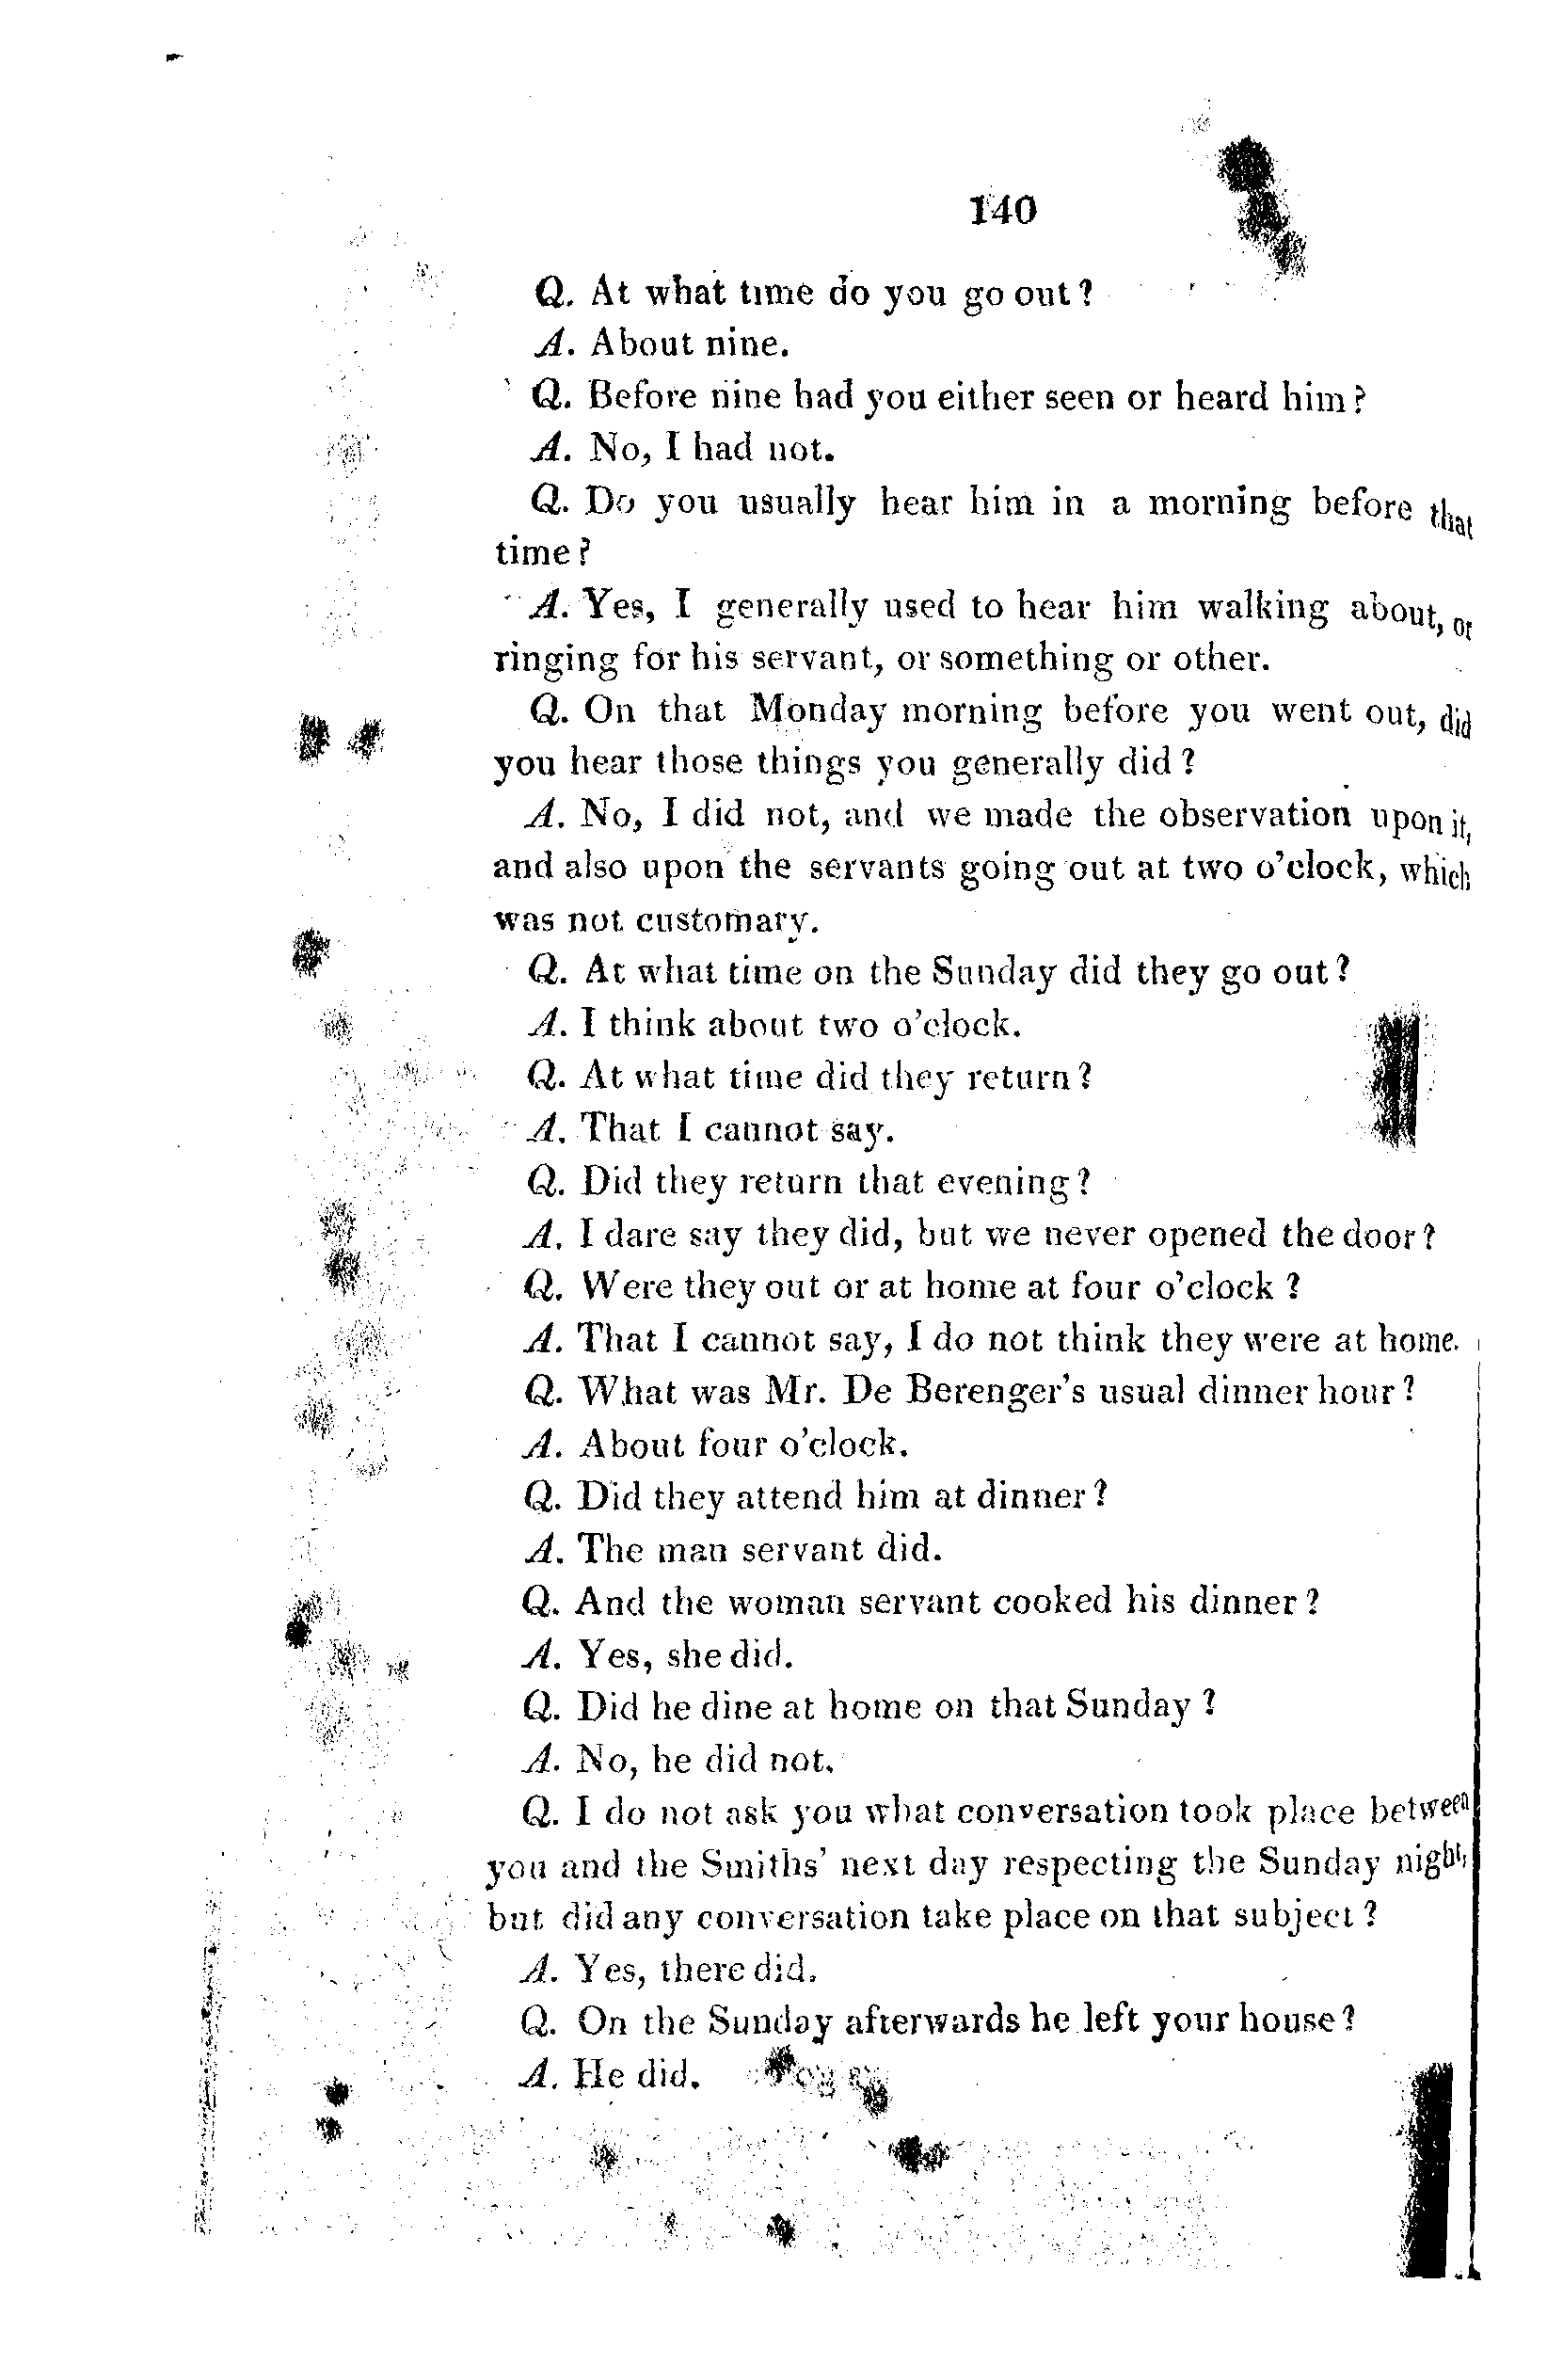 140
Q. At what time do you go out?
A. About nine.
Q. Before nine had you either seen or heard him?
A. No, I had not.
Q. Do you usually hear him in a morning before that
time?
A. Yes, I generally used to hear him walking about, or
ringing for his servant, or something or other.
Q. On that Monday morning before you went out, did
you hear those things you generally did?
A. No, I did not, and we made the observation upon it,
and also upon the servants going out at two o'clock, which
was not customary.
Q. At what time on the Sunday did they go out?
A. I think about two o'clock.
Q. At what time did they return?
A. That I cannot say.
Q. Did they return that evening?
A. I dare say they did, but we never opened the door?
Q. Were they out or at home at four o'clock?
A. That I cannot say, I do not think they were at home.
Q. What was Mr. De Berenger's usual dinner hour?
A. About four o'clock.
Q. Did they attend him at dinner?
A. The man servant did.
Q. And the woman servant cooked his dinner?
A. Yes, she did.
Q. Did he dine at home on that Sunday?
A. No, he did not.
Q. I do not ask you what conversation took place between
you and the Smiths' next day respecting the Sunday night,
but did any conversation take place on that subject?
A. Yes, there did.
Q. On the Sunday afterwards he left your house?
A. He did.